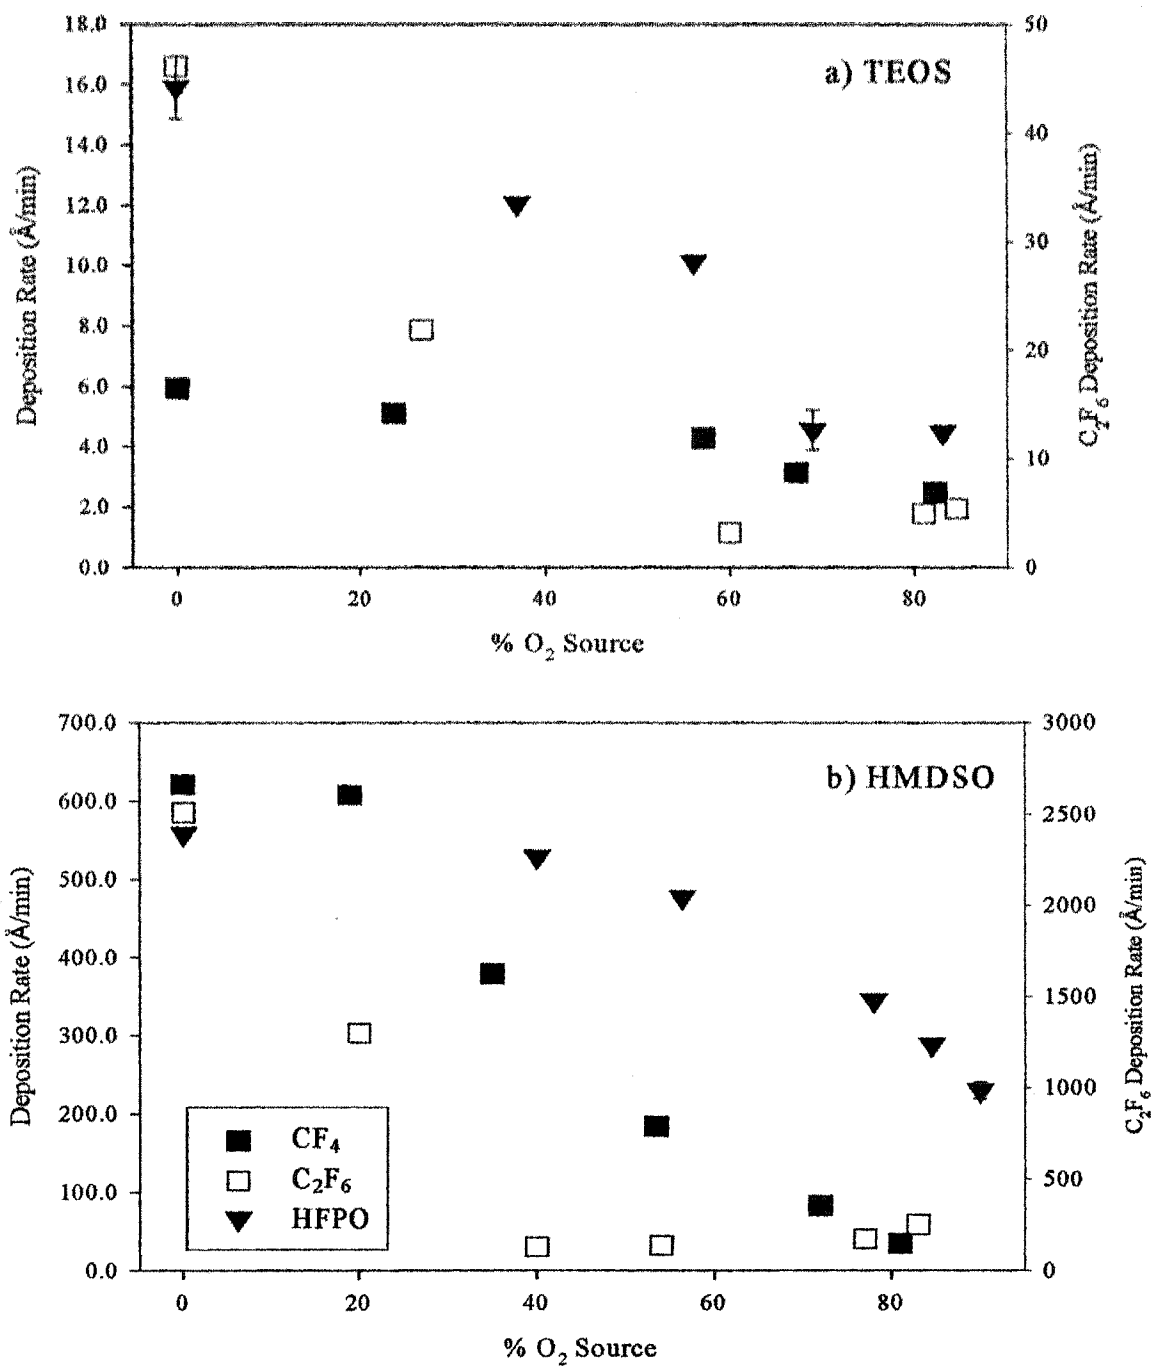 a) TEOS
Deposition Rate (Å/min)
18.0
16.0
14.0
12.0
10.0
8.0
6.0
4.0
2.0
0.0
50
40
30
20
10
0
C₂F₆ Deposition Rate (Å/min)
0 20 40 60 80
% O₂ Source
b) HMDSO
Deposition Rate (Å/min)
700.0
600.0
500.0
400.0
300.0
200.0
100.0
0.0
3000
2500
2000
1500
1000
500
0
C₂F₆ Deposition Rate (Å/min)
CF₄
C₂F₆
HFPO
0 20 40 60 80
% O₂ Source